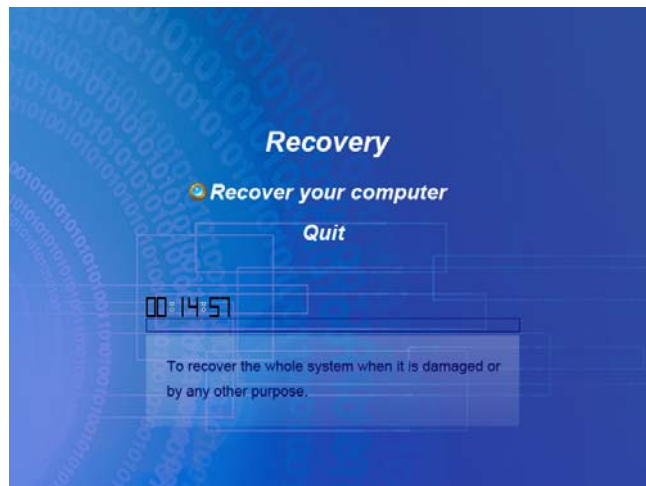 Recovery
Recover your computer
Quit
00:14:57
To recover the whole system when it is damaged or
by any other purpose.